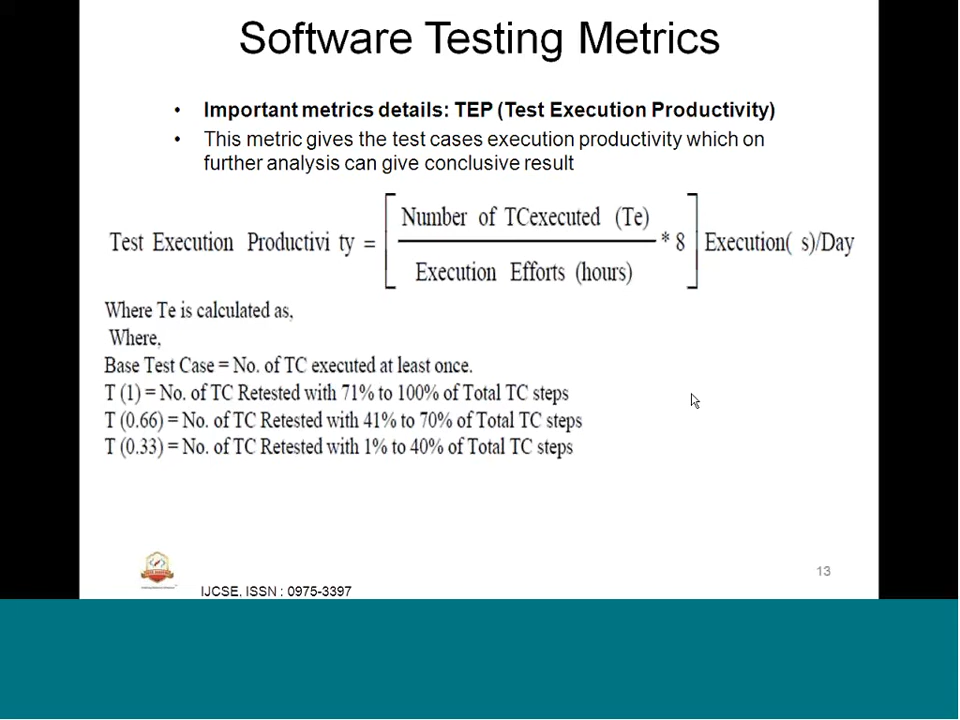 Software Testing Metrics
• Important metrics details: TEP (Test Execution Productivity)
• This metric gives the test cases execution productivity which on
further analysis can give conclusive result
Number of TCexecuted (Te)
Test Execution Productivi ty = * 8 Execution( s)/Day
Execution Efforts (hours)
Where Te is calculated as,
Where,
Base Test Case = No. of TC executed at least once.
T (1) = No. of TC Retested with 71% to 100% of Total TC steps
T (0.66) = No. of TC Retested with 41% to 70% of Total TC steps
T (0.33) = No. of TC Retested with 1% to 40% of Total TC steps
13
IJCSE, ISSN : 0975-3397